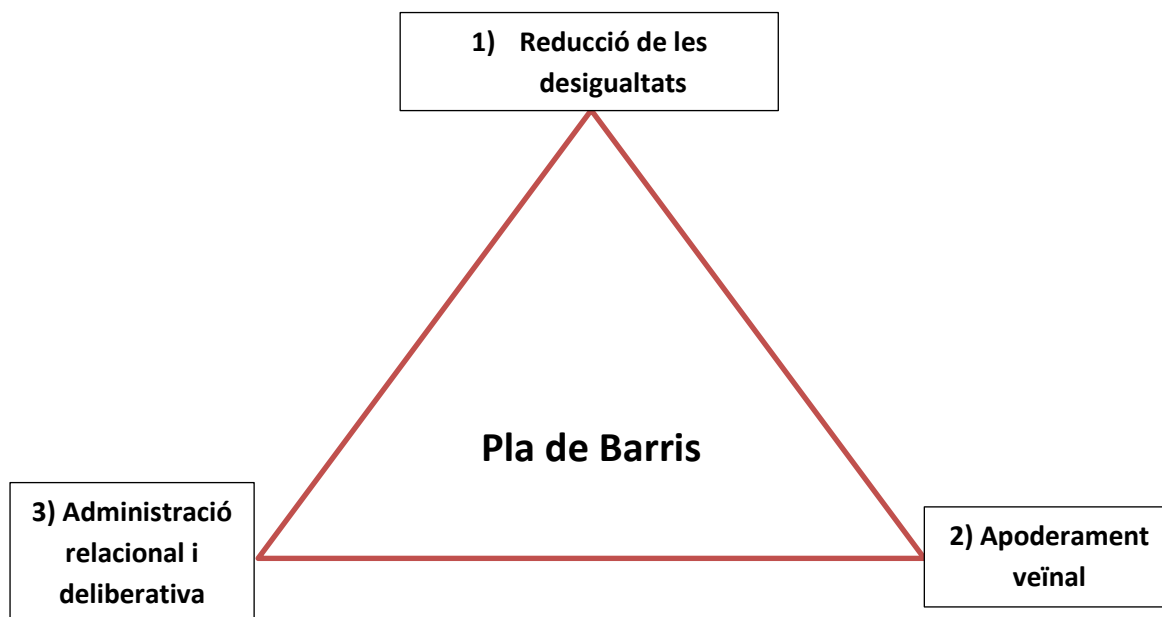 1) Reducció de les
desigualtats
Pla de Barris
3) Administració
relacional i
deliberativa
2) Apoderament
veïnal